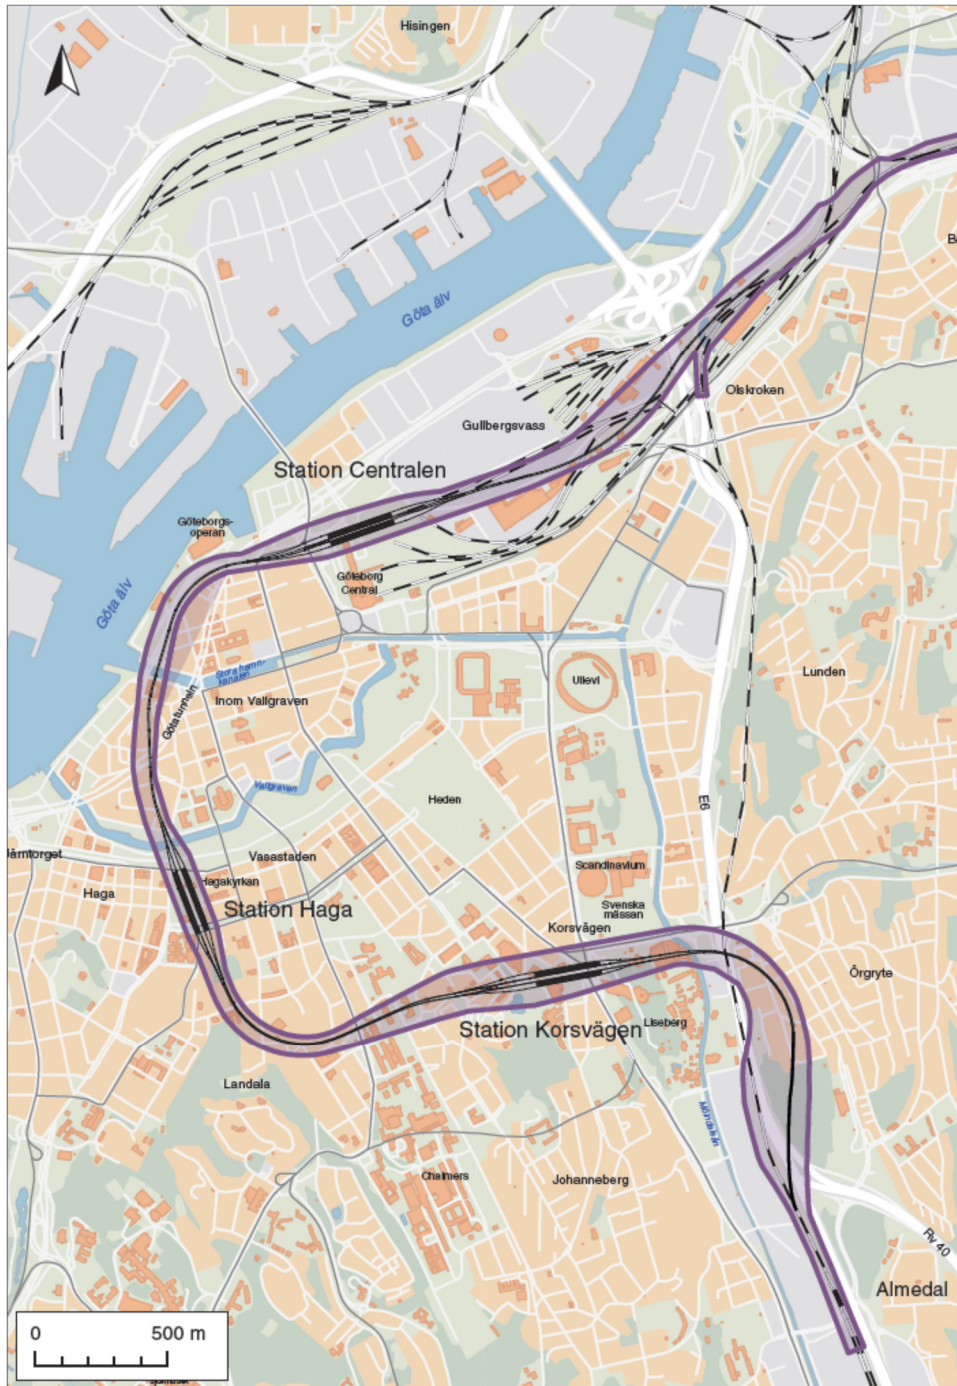 Hisingen
Göta älv
Olskroken
Gullbergsvass
Station Centralen
Göteborgs-
operan
Göteborg
Central
Göta älv
Stora hamn-
kanalen
Lunden
Ullevi
Götatunneln
Inom Vallgraven
Vallgraven
Heden
E6
Järntorget
Vasastaden
Haga
Hagakyrkan
Scandinavium
Station Haga
Svenska
mässan
Korsvägen
Örgryte
Station Korsvägen
Liseberg
Landala
Mölndalsån
Chalmers
Johanneberg
Rv 40
Almedal
0 500 m